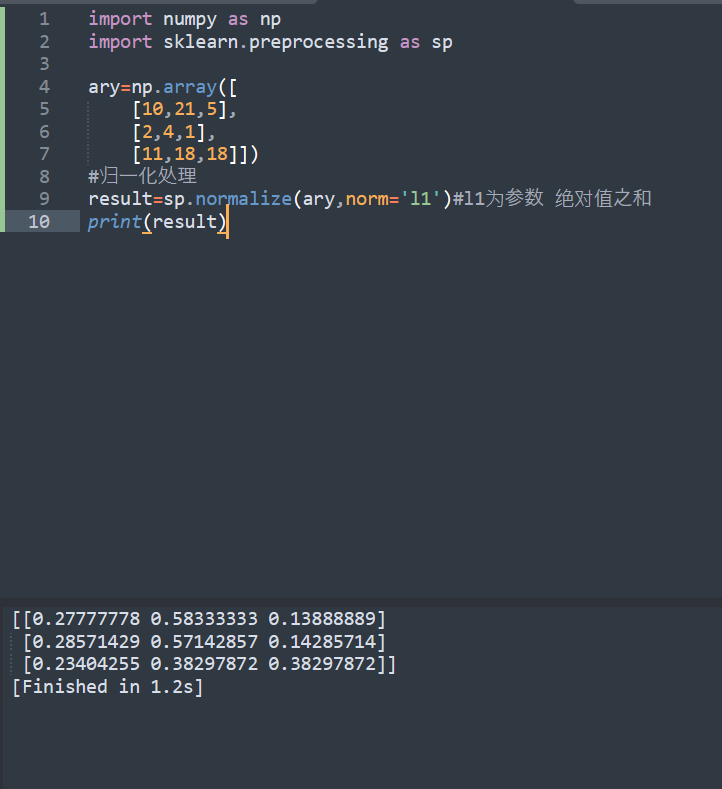 1 import numpy as np
2 import sklearn.preprocessing as sp
3
4 ary=np.array([
5     [10,21,5],
6     [2,4,1],
7     [11,18,18]])
8 #归一化处理
9 result=sp.normalize(ary,norm='l1')#l1为参数 绝对值之和
10 print(result)
[[0.27777778 0.58333333 0.13888889]
 [0.28571429 0.57142857 0.14285714]
 [0.23404255 0.38297872 0.38297872]]
[Finished in 1.2s]